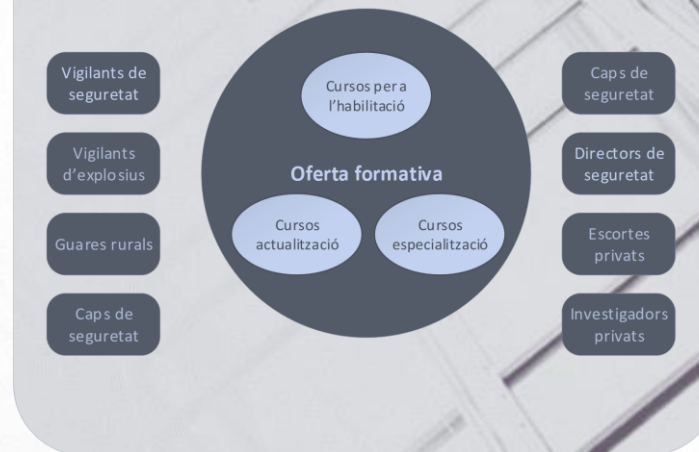 Vigilants de
seguretat
Vigilants
d'explosius
Guares rurals
Caps de
seguretat
Cursos per a
l'habilitació
Oferta formativa
Cursos
actualització
Cursos
especialització
Caps de
seguretat
Directors de
seguretat
Escortes
privats
Investigadors
privats